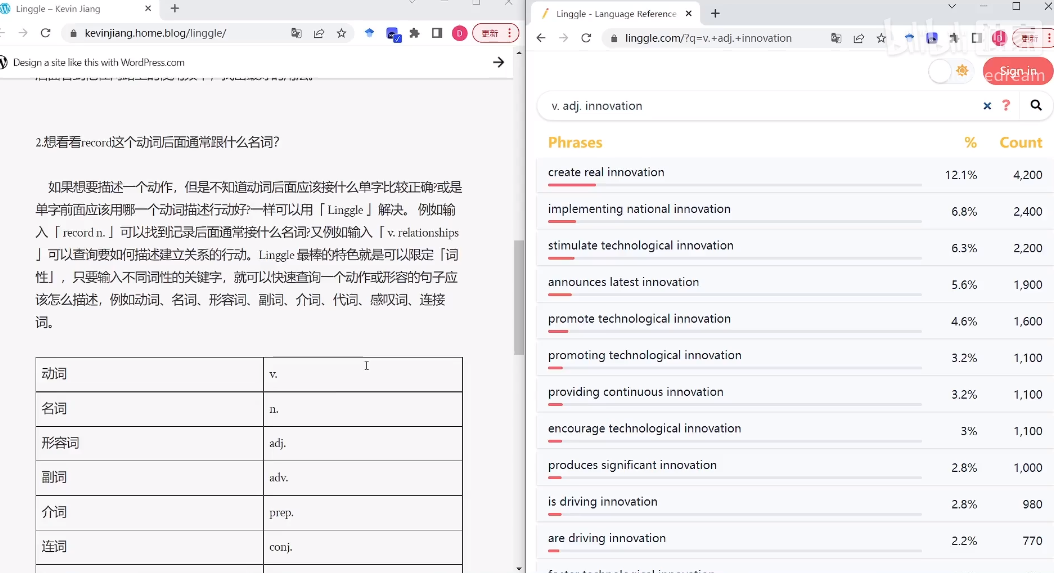 Linggle – Kevin Jiang
kevinjiang.home.blog/linggle/
D
更新
Design a site like this with WordPress.com
2.想看看record这个动词后面通常跟什么名词？
如果想要描述一个动作，但是不知道动词后面应该接什么单字比较正确?或是
单字前面应该用哪一个动词描述行动好?一样可以用「Linggle」解决。 例如输
入「 record n. 」可以找到记录后面通常接什么名词?又例如输入「 v. relationships
」可以查询要如何描述建立关系的行动。Linggle 最棒的特色就是可以限定「词
性」，只要输入不同词性的关键字，就可以快速查询一个动作或形容的句子应
该怎么描述，例如动词、名词、形容词、副词、介词、代词、感叹词、连接
词。
动词 v.
名词 n.
形容词 adj.
副词 adv.
介词 prep.
连词 conj.
Linggle - Language Reference
linggle.com/?q=v.+adj.+innovation
更新
bilibili
Sign in
edream
v. adj. innovation
Phrases % Count
create real innovation 12.1% 4,200
implementing national innovation 6.8% 2,400
stimulate technological innovation 6.3% 2,200
announces latest innovation 5.6% 1,900
promote technological innovation 4.6% 1,600
promoting technological innovation 3.2% 1,100
providing continuous innovation 3.2% 1,100
encourage technological innovation 3% 1,100
produces significant innovation 2.8% 1,000
is driving innovation 2.8% 980
are driving innovation 2.2% 770